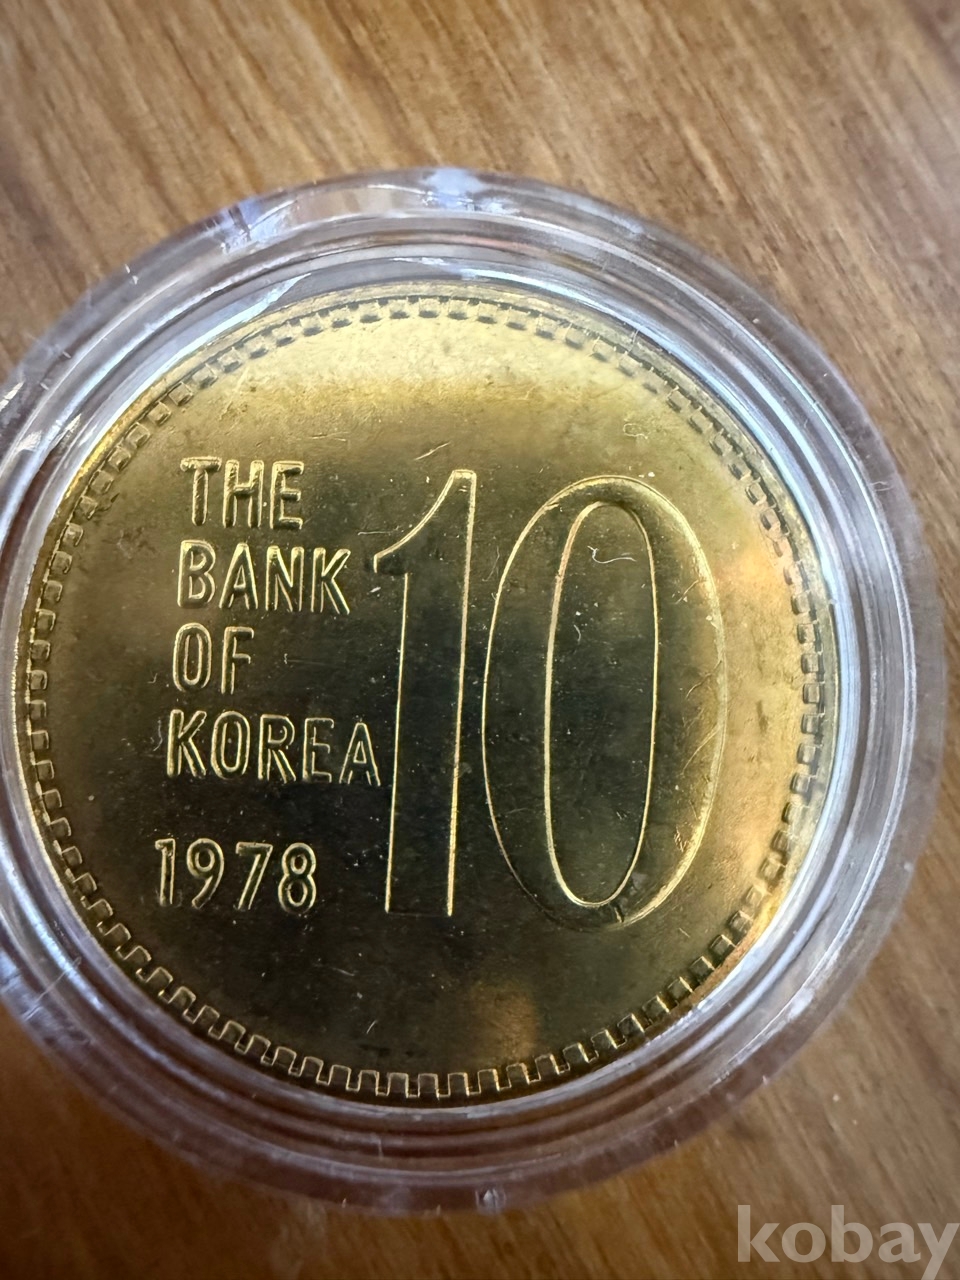 THE
BANK
OF
KOREA
1978
10
kobay